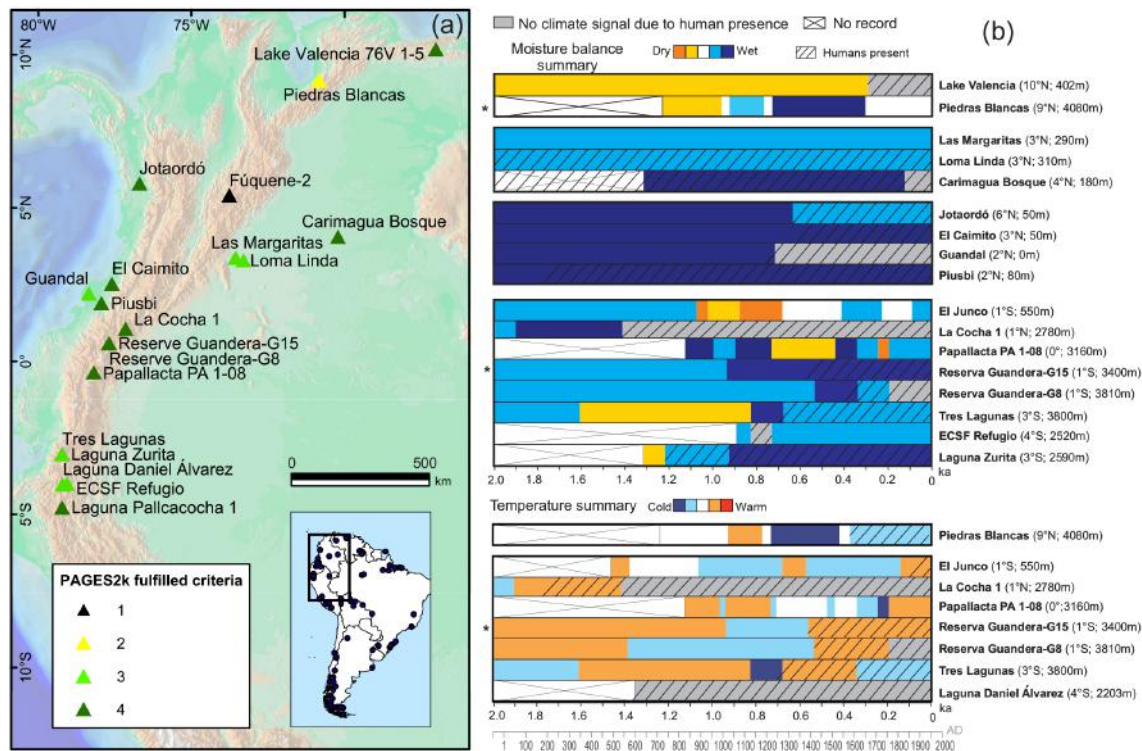 80°W
75°W
(a)
10°N
Lake Valencia 76V 1-5
Piedras Blancas
Jotaordó
Fúquene-2
5°N
Carimagua Bosque
Las Margaritas
Loma Linda
Guandal
El Caimito
Piusbi
La Cocha 1
Reserve Guandera-G15
Reserve Guandera-G8
0°
Papallacta PA 1-08
Tres Lagunas
Laguna Zurita
Laguna Daniel Álvarez
ECSF Refugio
Laguna Pallcacocha 1
5°S
10°S
0 500
km
PAGES2k fulfilled criteria
1
2
3
4
No climate signal due to human presence
No record
(b)
Moisture balance
summary
Dry Wet
Humans present
Lake Valencia (10°N; 402m)
* Piedras Blancas (9°N; 4080m)
Las Margaritas (3°N; 290m)
Loma Linda (3°N; 310m)
Carimagua Bosque (4°N; 180m)
Jotaordó (6°N; 50m)
El Caimito (3°N; 50m)
Guandal (2°N; 0m)
Piusbi (2°N; 80m)
El Junco (1°S; 550m)
La Cocha 1 (1°N; 2780m)
Papallacta PA 1-08 (0°; 3160m)
* Reserva Guandera-G15 (1°S; 3400m)
Reserva Guandera-G8 (1°S; 3810m)
Tres Lagunas (3°S; 3800m)
ECSF Refugio (4°S; 2520m)
Laguna Zurita (3°S; 2590m)
2.0 1.8 1.6 1.4 1.2 1.0 0.8 0.6 0.4 0.2 0
ka
Temperature summary
Cold Warm
Piedras Blancas (9°N; 4080m)
El Junco (1°S; 550m)
La Cocha 1 (1°N; 2780m)
Papallacta PA 1-08 (0°;3160m)
* Reserva Guandera-G15 (1°S; 3400m)
Reserva Guandera-G8 (1°S; 3810m)
Tres Lagunas (3°S; 3800m)
Laguna Daniel Álvarez (4°S; 2203m)
2.0 1.8 1.6 1.4 1.2 1.0 0.8 0.6 0.4 0.2 0
ka
AD
1 100 200 300 400 500 600 700 800 900 1000 1100 1200 1300 1400 1500 1600 1700 1800 1900 2000